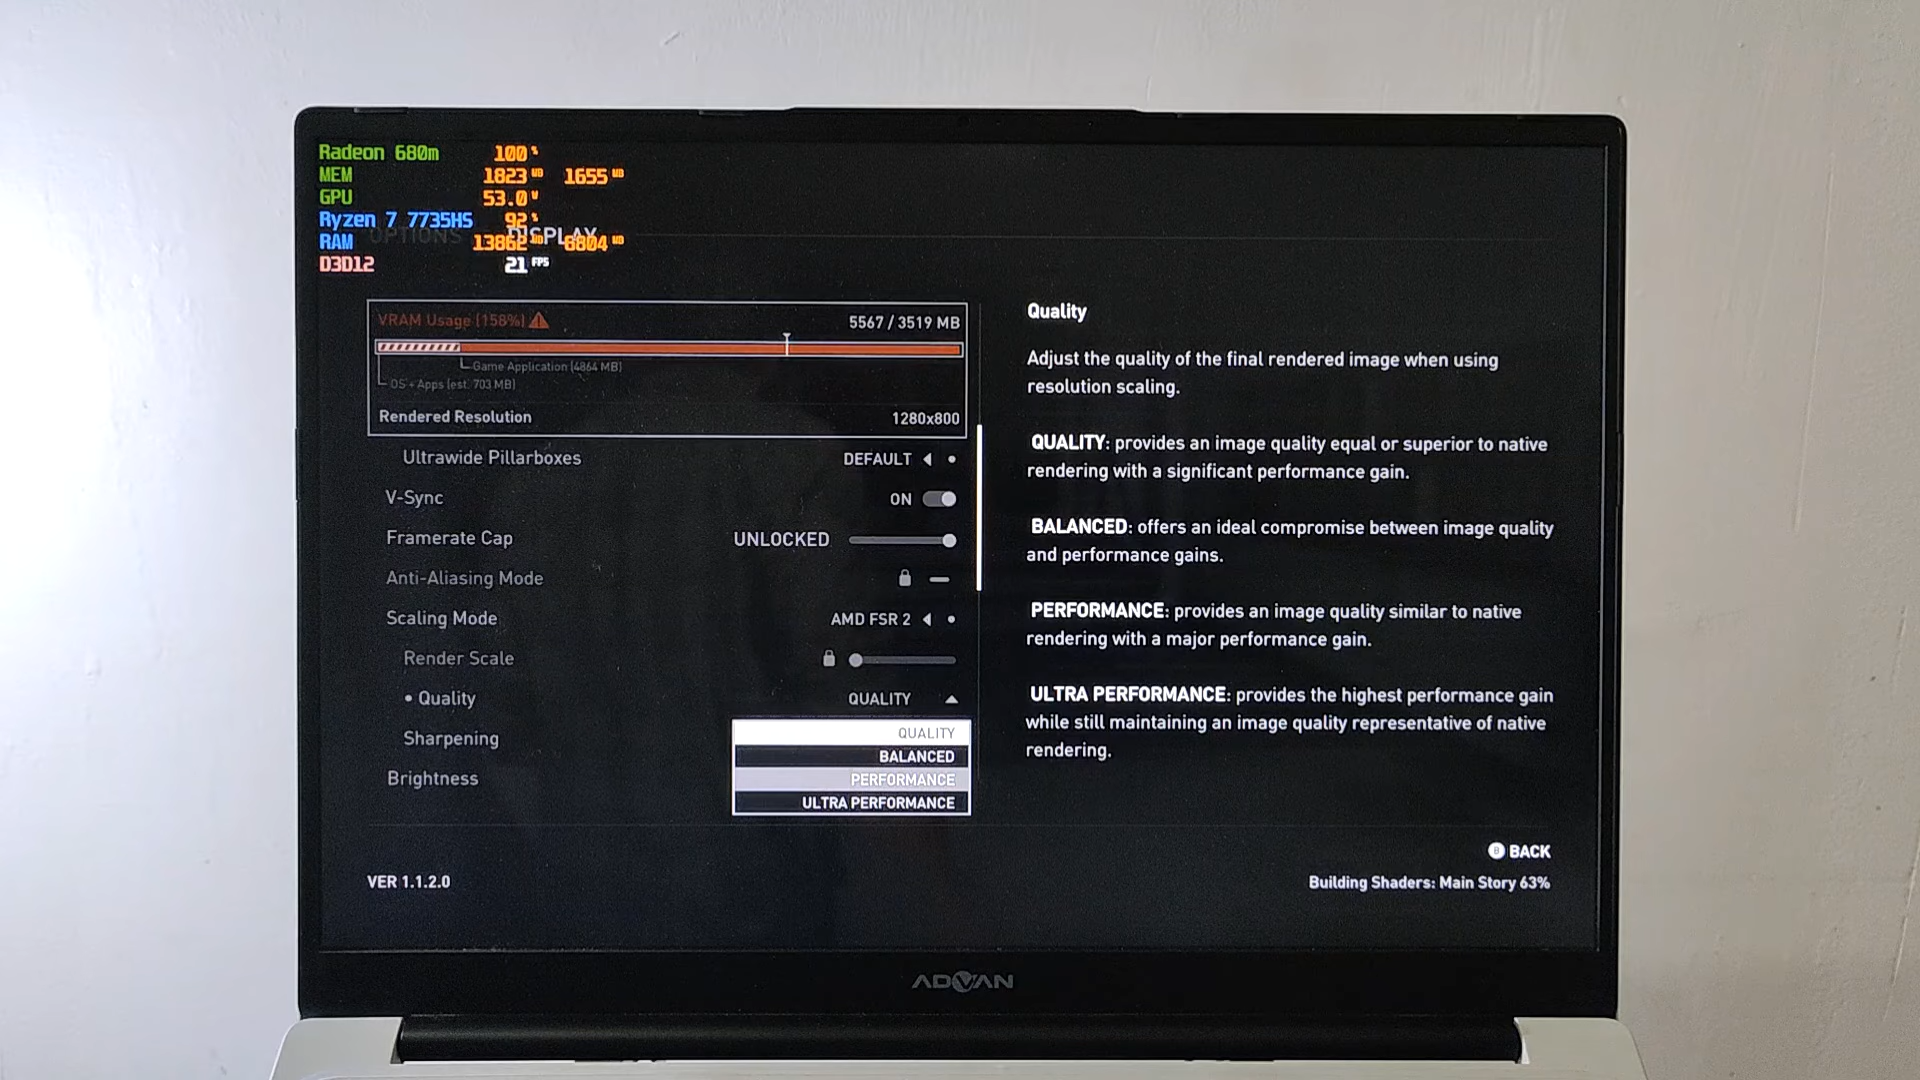 Radeon 680m 100 %
MEM 1823 MB 1655 MB
GPU 53.0 W
Ryzen 7 7735HS 92 %
OPTIONS DISPLAY
RAM 13862 MB 8804 MB
D3D12 21 FPS
VRAM Usage (158%) 5567 / 3519 MB
Game Application (4864 MB)
OS + Apps (est. 703 MB)
Rendered Resolution 1280x800
Ultrawide Pillarboxes DEFAULT
V-Sync ON
Framerate Cap UNLOCKED
Anti-Aliasing Mode
Scaling Mode AMD FSR 2
Render Scale
• Quality QUALITY
Sharpening
Brightness
QUALITY
BALANCED
PERFORMANCE
ULTRA PERFORMANCE
Quality
Adjust the quality of the final rendered image when using
resolution scaling.
QUALITY: provides an image quality equal or superior to native
rendering with a significant performance gain.
BALANCED: offers an ideal compromise between image quality
and performance gains.
PERFORMANCE: provides an image quality similar to native
rendering with a major performance gain.
ULTRA PERFORMANCE: provides the highest performance gain
while still maintaining an image quality representative of native
rendering.
B BACK
VER 1.1.2.0
Building Shaders: Main Story 63%
ADVAN